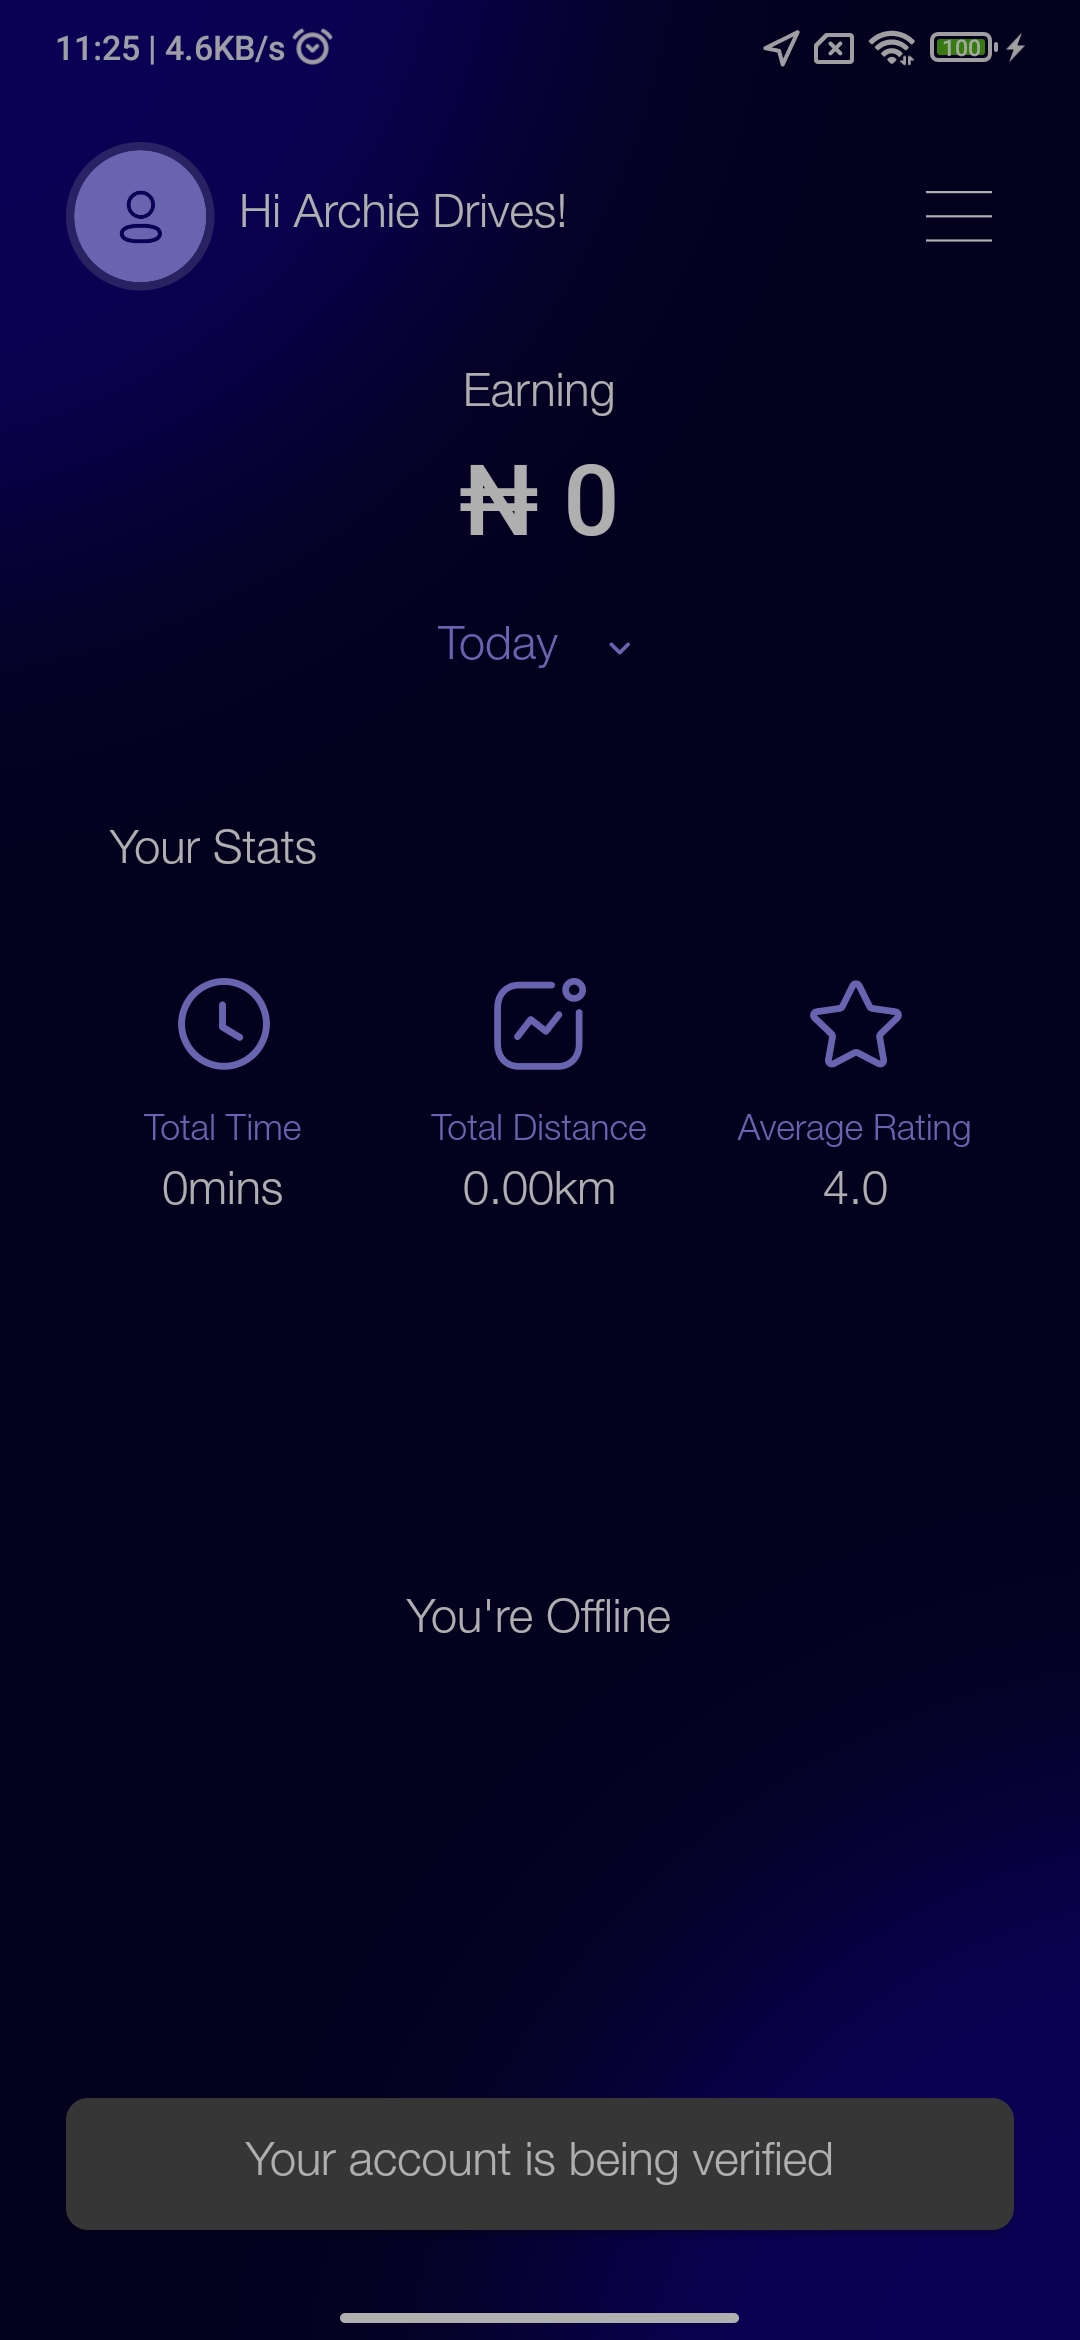 11:25 | 4.6KB/s
100
Hi Archie Drives!
Earning
₦ 0
Today
Your Stats
Total Time
0mins
Total Distance
0.00km
Average Rating
4.0
You're Offline
Your account is being verified